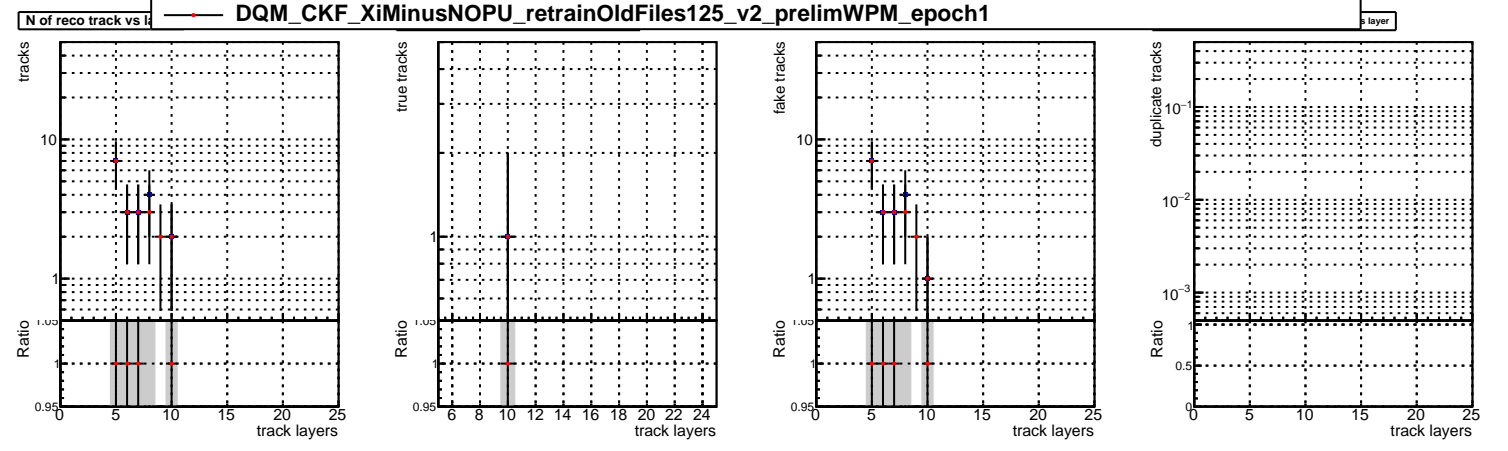 DQM_CKF_XiMinusNOPU_retrainOldFiles125_v2_prelimWPM_epoch1
N of reco track vs
s layer
tracks
10
1
Ratio
1.05
1
0.95
0 5 10 15 20 25
track layers
true tracks
1
Ratio
1.05
1
0.95
6 8 10 12 14 16 18 20 22 24
track layers
fake tracks
10
1
Ratio
1.05
1
0.95
0 5 10 15 20 25
track layers
duplicate tracks
10−1
10−2
10−3
Ratio
1
0.5
0
0 5 10 15 20 25
track layers